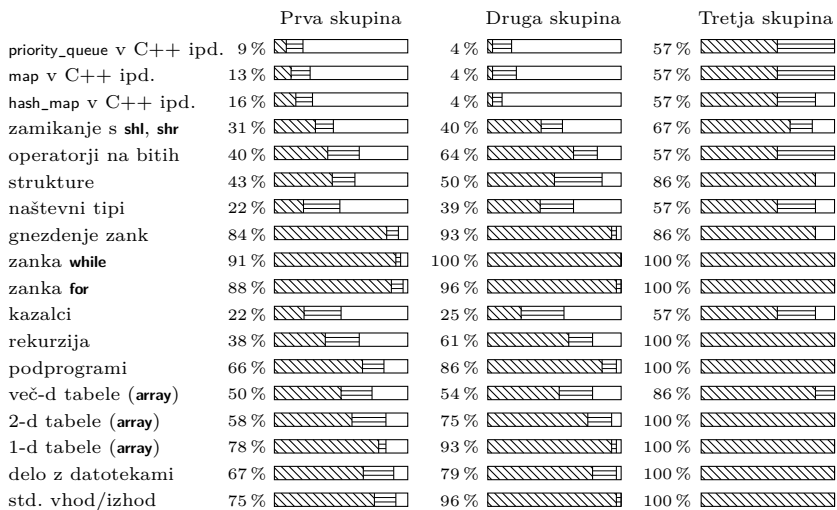 Prva skupina Druga skupina Tretja skupina
priority_queue v C++ ipd. 9 % 4 % 57 %
map v C++ ipd. 13 % 4 % 57 %
hash_map v C++ ipd. 16 % 4 % 57 %
zamikanje s shl, shr 31 % 40 % 67 %
operatorji na bitih 40 % 64 % 57 %
strukture 43 % 50 % 86 %
naštevni tipi 22 % 39 % 57 %
gnezdenje zank 84 % 93 % 86 %
zanka while 91 % 100 % 100 %
zanka for 88 % 96 % 100 %
kazalci 22 % 25 % 57 %
rekurzija 38 % 61 % 100 %
podprogrami 66 % 86 % 100 %
več-d tabele (array) 50 % 54 % 86 %
2-d tabele (array) 58 % 75 % 100 %
1-d tabele (array) 78 % 93 % 100 %
delo z datotekami 67 % 79 % 100 %
std. vhod/izhod 75 % 96 % 100 %